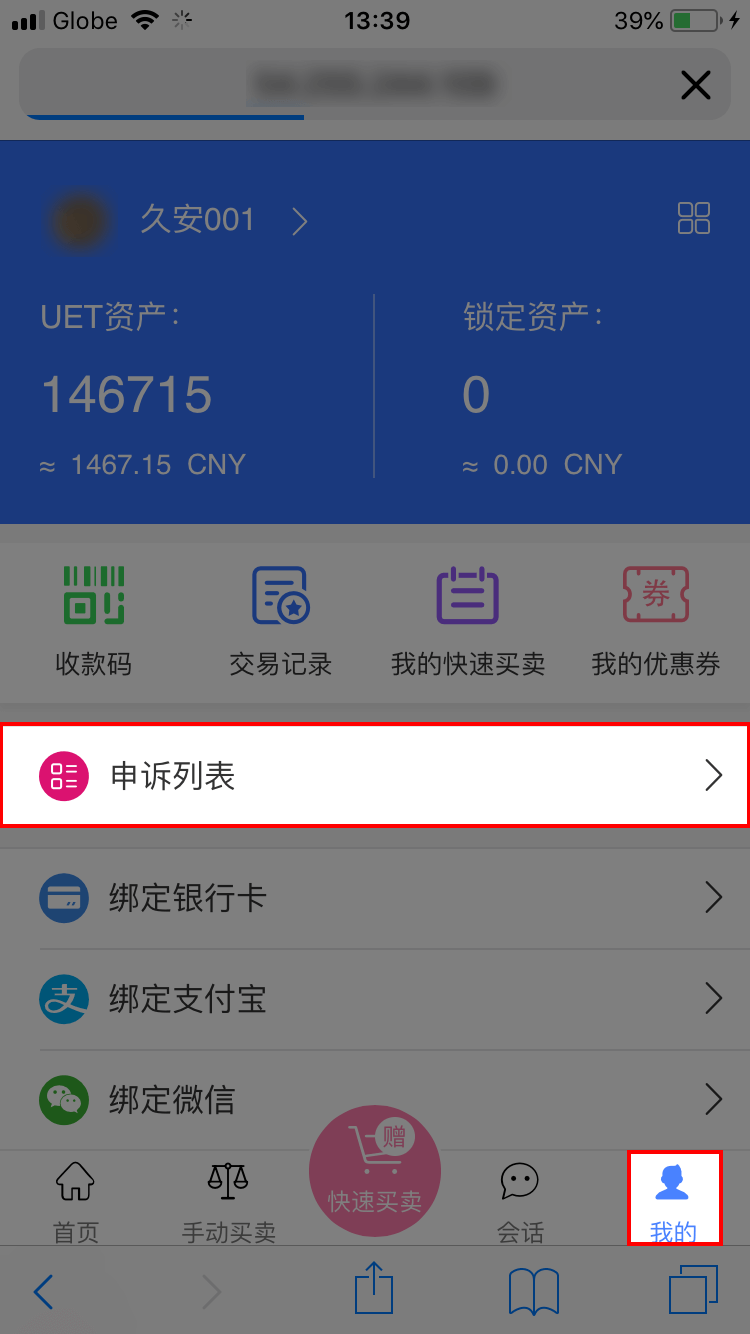 Globe 13:39 39%
久安001
UET资产：
锁定资产：
146715
0
≈ 1467.15 CNY
≈ 0.00 CNY
券
收款码
交易记录
我的快速买卖
我的优惠券
申诉列表
绑定银行卡
支
绑定支付宝
绑定微信
赠
快速买卖
首页
手动买卖
会话
我的